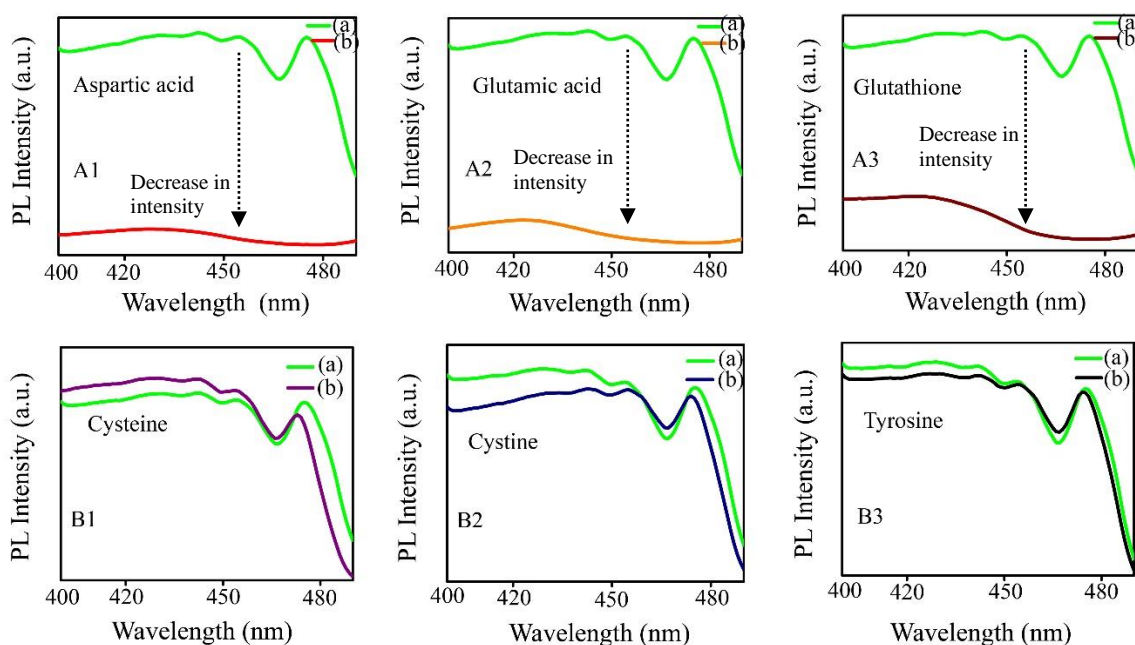 PL Intensity (a.u.)
(a)
(b)
Aspartic acid
A1
Decrease in
intensity
400 420 450 480
Wavelength (nm)
PL Intensity (a.u.)
(a)
(b)
Glutamic acid
A2
Decrease in
intensity
400 420 450 480
Wavelength (nm)
PL Intensity (a.u.)
(a)
(b)
Glutathione
A3
Decrease in
intensity
400 420 450 480
Wavelength (nm)
PL Intensity (a.u.)
(a)
(b)
Cysteine
B1
400 420 450 480
Wavelength (nm)
PL Intensity (a.u.)
(a)
(b)
Cystine
B2
400 420 450 480
Wavelength (nm)
PL Intensity (a.u.)
(a)
(b)
Tyrosine
B3
400 420 450 480
Wavelength (nm)